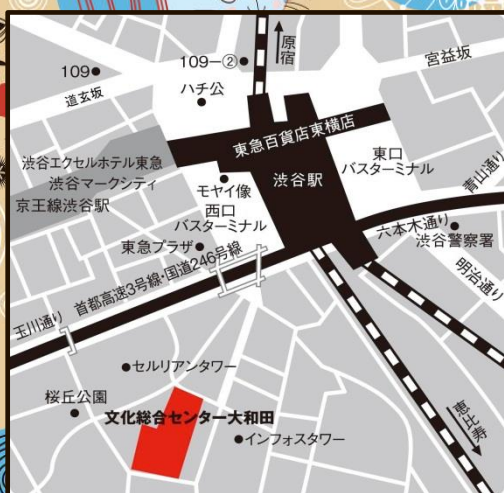 原宿
宮益坂
109
109-②
道玄坂
ハチ公
東急百貨店東横店
渋谷エクセルホテル東急
渋谷マークシティ
京王線渋谷駅
モヤイ像
西口
バスターミナル
渋谷駅
東口
バスターミナル
青山通り
六本木通り
渋谷警察署
明治通り
東急プラザ
首都高速3号線・国道246号線
玉川通り
セルリアンタワー
桜丘公園
文化総合センター大和田
インフォスタワー
恵比寿